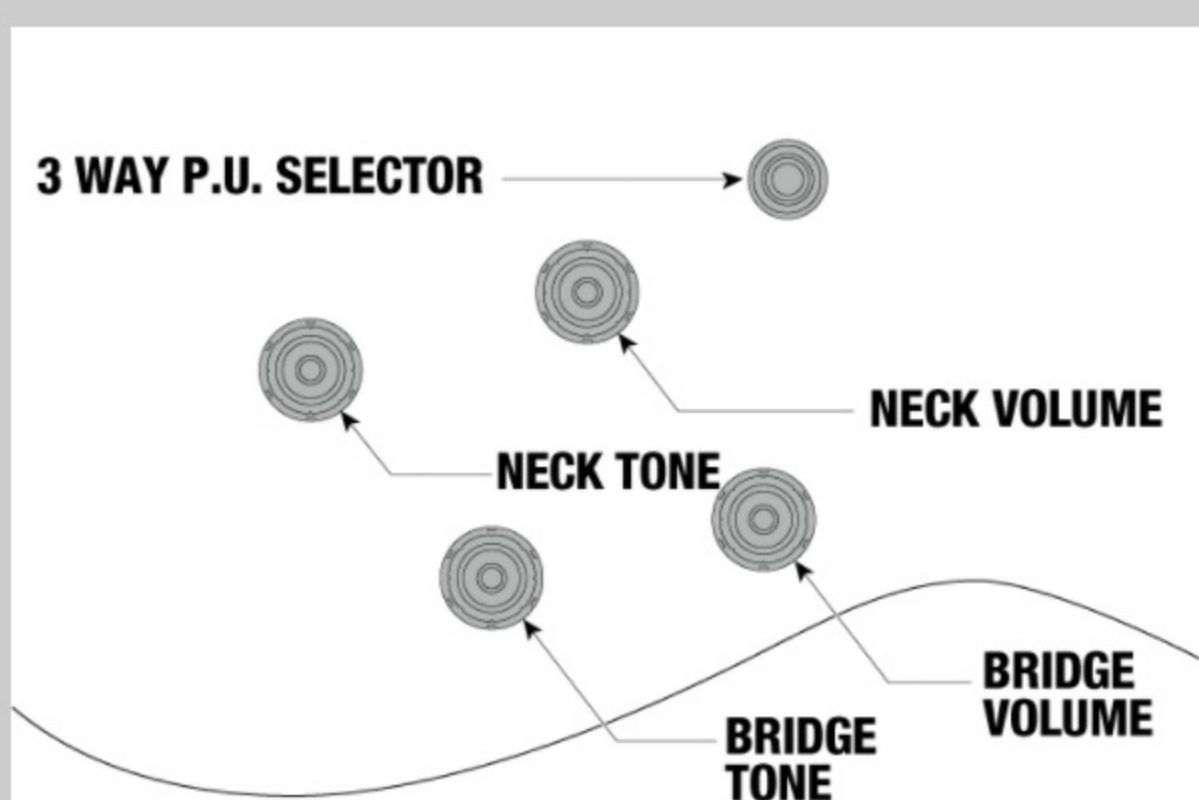 3 WAY P.U. SELECTOR
NECK VOLUME
NECK TONE
BRIDGE
VOLUME
BRIDGE
TONE